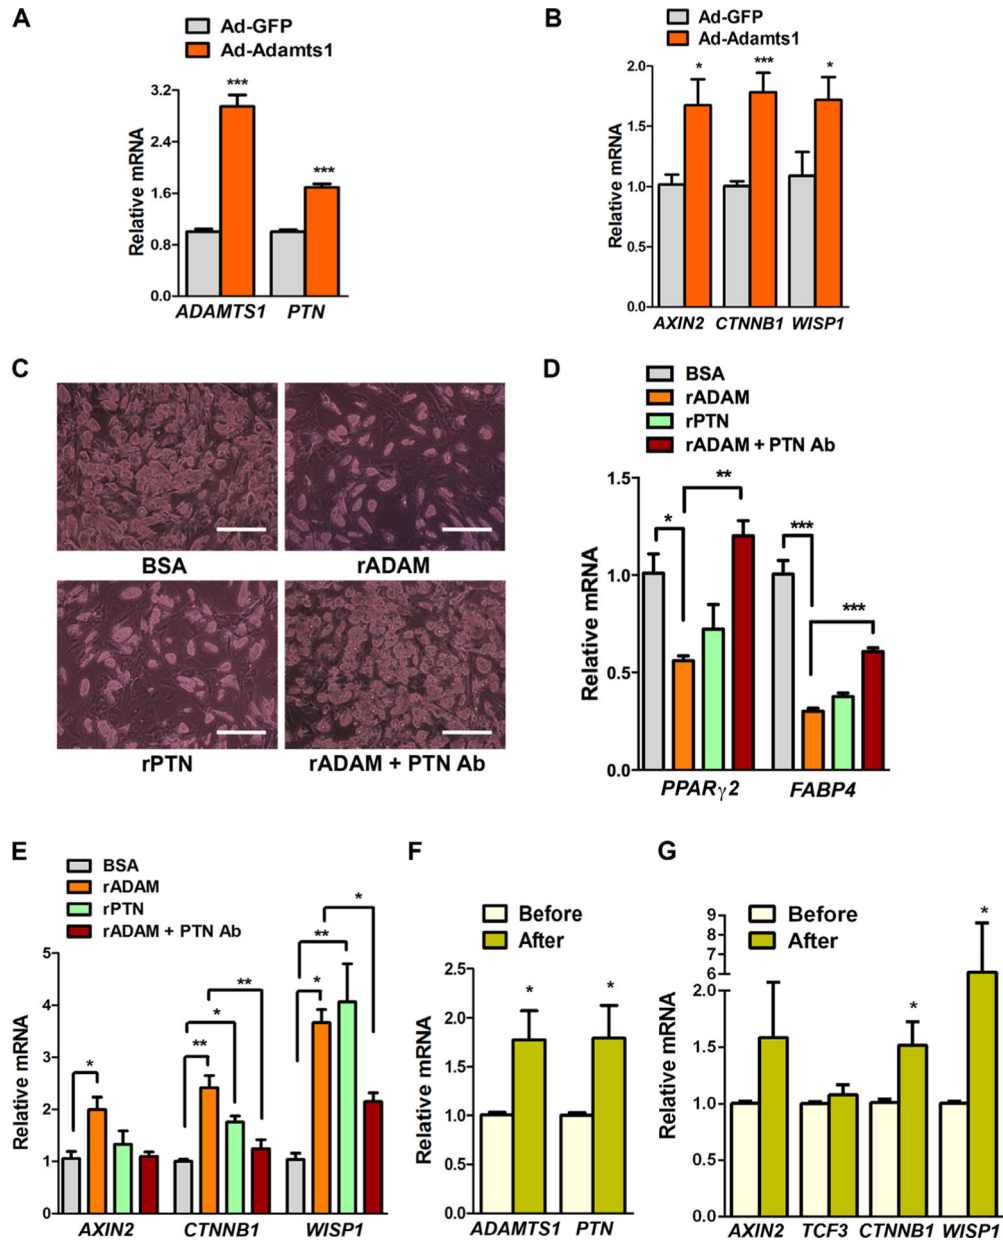 A
Ad-GFP
Ad-Adamts1
Relative mRNA
3.2
2.4
1.6
0.8
0.0
***
***
ADAMTS1 PTN
B
Ad-GFP
Ad-Adamts1
Relative mRNA
2.0
1.5
1.0
0.5
0.0
* *** *
AXIN2 CTNNB1 WISP1
C
BSA rADAM
rPTN rADAM + PTN Ab
D
BSA
rADAM
rPTN
rADAM + PTN Ab
Relative mRNA
1.5
1.0
0.5
0.0
**
* ***
***
PPARγ2 FABP4
E
BSA
rADAM
rPTN
rADAM + PTN Ab
Relative mRNA
5
4
3
2
1
0
*
**
** *
* **
*
AXIN2 CTNNB1 WISP1
F
Before
After
Relative mRNA
2.5
2.0
1.5
1.0
0.5
0.0
* *
ADAMTS1 PTN
G
Before
After
Relative mRNA
9
8
7
6
2.0
1.5
1.0
0.5
0.0
*
*
AXIN2 TCF3 CTNNB1 WISP1